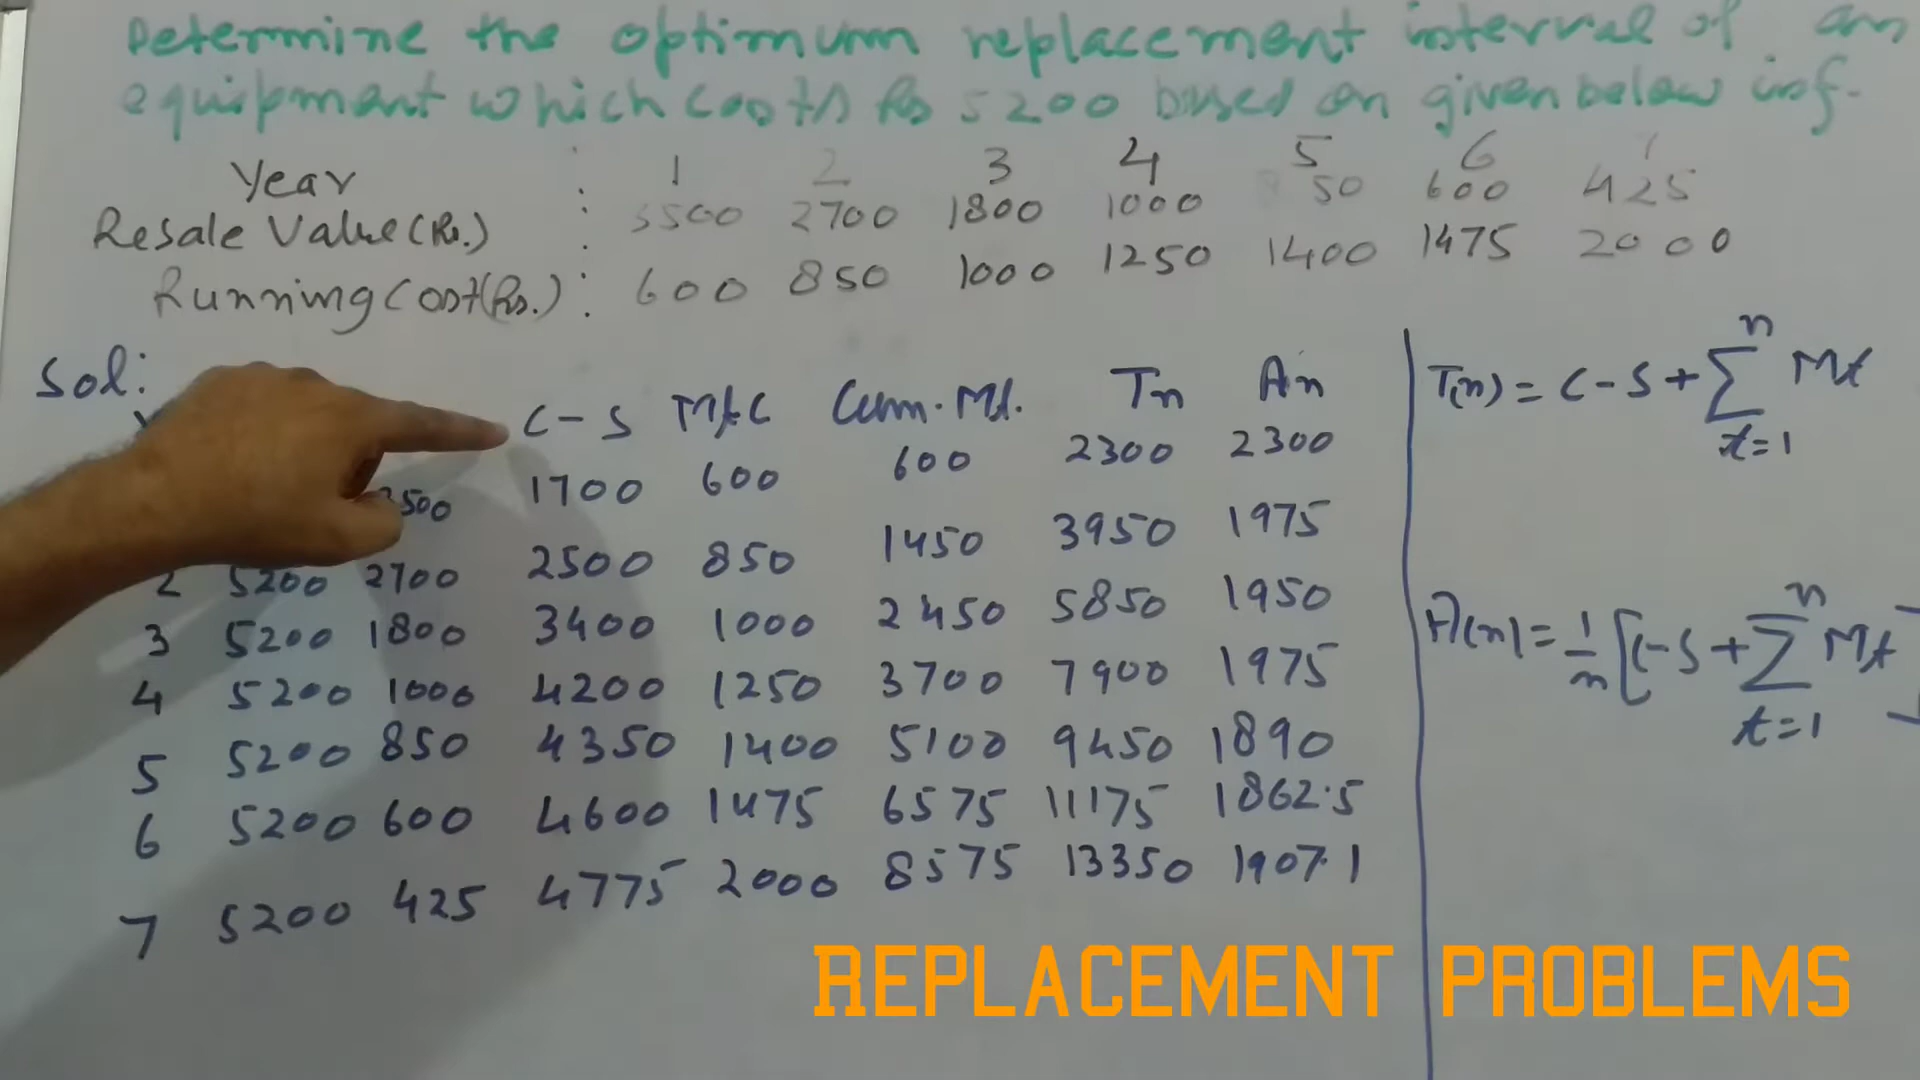 Determine the optimum replacement interval of an
equipment which costs Rs 5200 based on given below inf.
Year : 1 2 3 4 5 6
Resale Value(Rs.) : 3500 2700 1800 1000 50 600 425
Running Cost(Rs.) : 600 850 1000 1250 1400 1475 2000
Sol:
C-S MtC Cum. Mt. Tn An
3500 1700 600 600 2300 2300
2 5200 2700 2500 850 1450 3950 1975
3 5200 1800 3400 1000 2450 5850 1950
4 5200 1000 4200 1250 3700 7900 1975
5 5200 850 4350 1400 5100 9450 1890
6 5200 600 4600 1475 6575 11175 1862.5
7 5200 425 4775 2000 8575 13350 1907.1
T(n) = C-S + n∑t=1 Mt
A(n) = 1/n [C-S + n∑t=1 Mt]
REPLACEMENT PROBLEMS